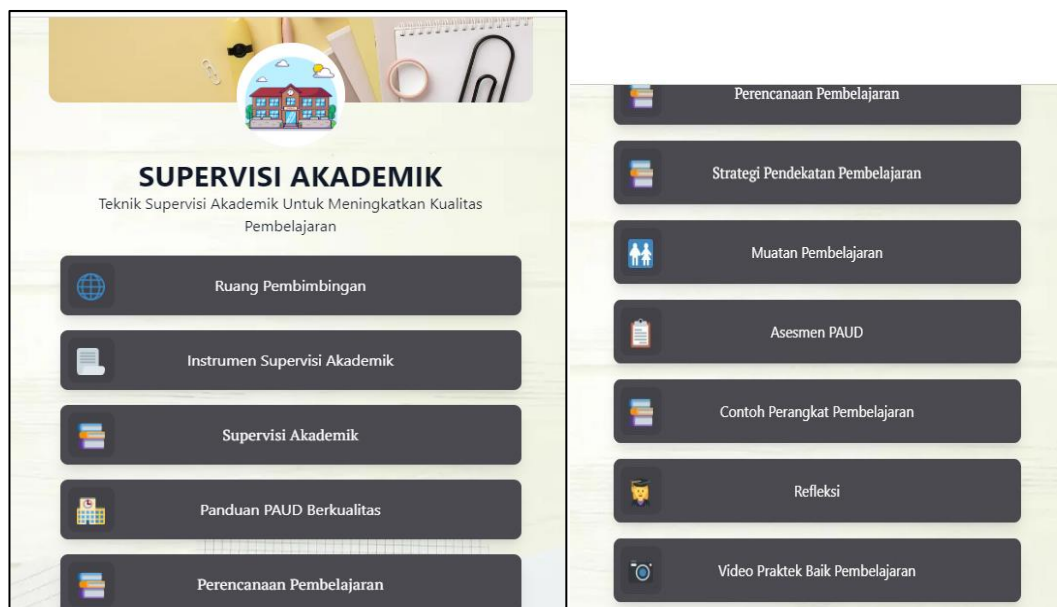 SUPERVISI AKADEMIK
Teknik Supervisi Akademik Untuk Meningkatkan Kualitas
Pembelajaran
Ruang Pembimbingan
Instrumen Supervisi Akademik
Supervisi Akademik
Panduan PAUD Berkualitas
Perencanaan Pembelajaran
Perencanaan Pembelajaran
Strategi Pendekatan Pembelajaran
Muatan Pembelajaran
Asesmen PAUD
Contoh Perangkat Pembelajaran
Refleksi
Video Praktek Baik Pembelajaran